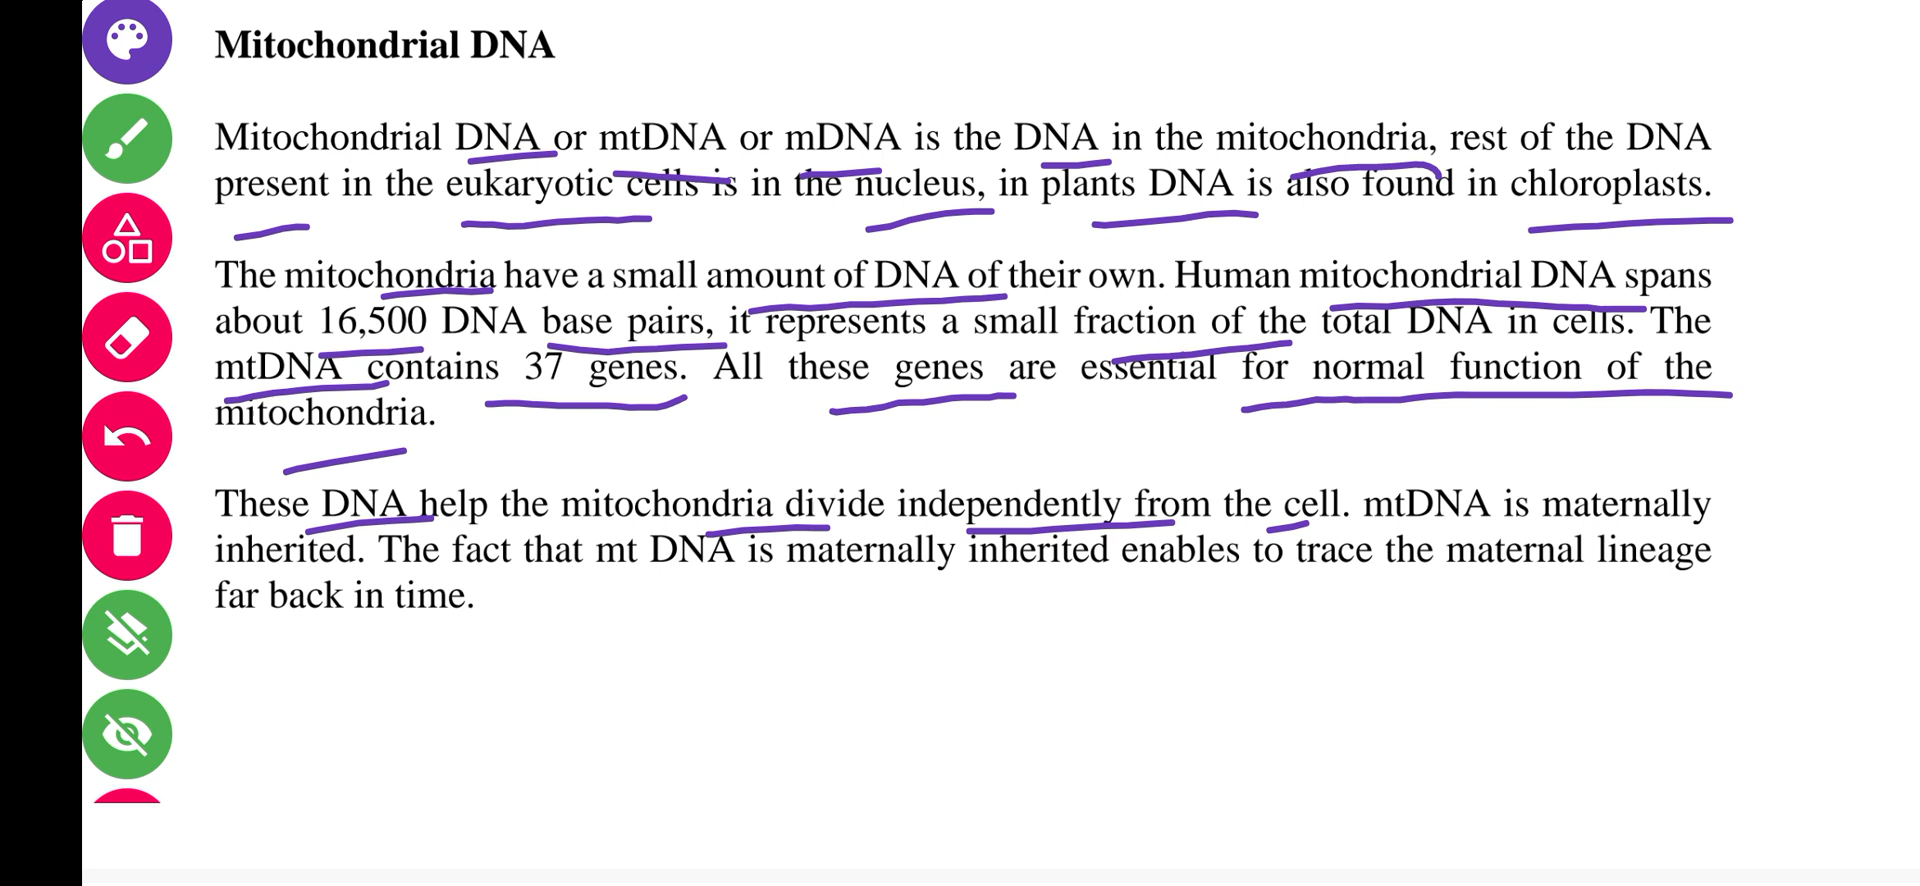 Mitochondrial DNA
Mitochondrial DNA or mtDNA or mDNA is the DNA in the mitochondria, rest of the DNA
present in the eukaryotic cells is in the nucleus, in plants DNA is also found in chloroplasts.
The mitochondria have a small amount of DNA of their own. Human mitochondrial DNA spans
about 16,500 DNA base pairs, it represents a small fraction of the total DNA in cells. The
mtDNA contains 37 genes. All these genes are essential for normal function of the
mitochondria.
These DNA help the mitochondria divide independently from the cell. mtDNA is maternally
inherited. The fact that mt DNA is maternally inherited enables to trace the maternal lineage
far back in time.